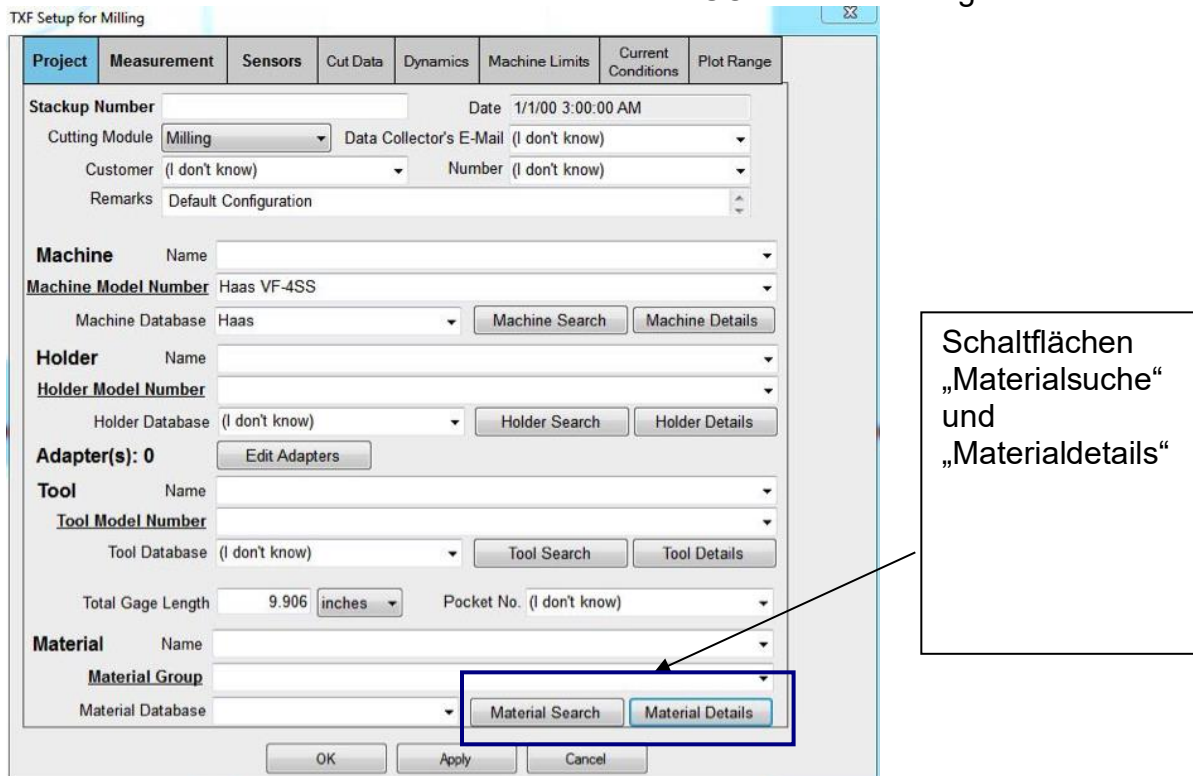 TXF Setup for Milling
Project Measurement Sensors Cut Data Dynamics Machine Limits Current Conditions Plot Range
Stackup Number Date 1/1/00 3:00:00 AM
Cutting Module Milling Data Collector's E-Mail (I don't know)
Customer (I don't know) Number (I don't know)
Remarks Default Configuration
Machine Name
Machine Model Number Haas VF-4SS
Machine Database Haas Machine Search Machine Details
Holder Name
Holder Model Number
Holder Database (I don't know) Holder Search Holder Details
Adapter(s): 0 Edit Adapters
Tool Name
Tool Model Number
Tool Database (I don't know) Tool Search Tool Details
Total Gage Length 9.906 inches Pocket No. (I don't know)
Material Name
Material Group
Material Database Material Search Material Details
OK Apply Cancel
Schaltflächen
„Materialsuche“
und
„Materialdetails“